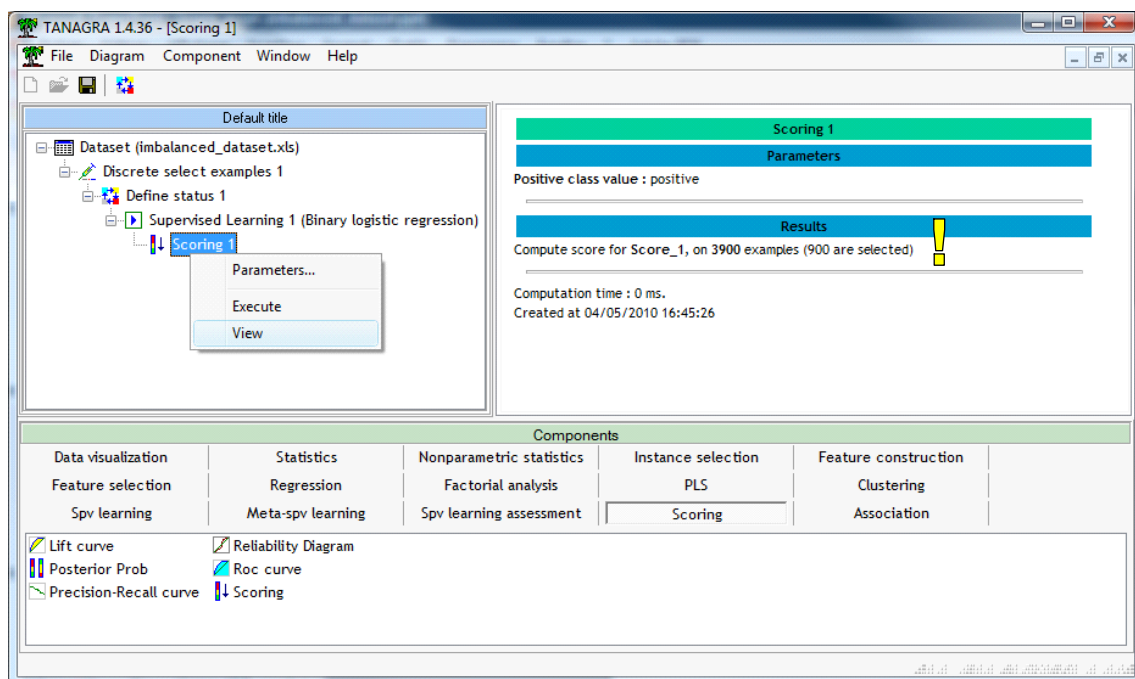 TANAGRA 1.4.36 - [Scoring 1]
File Diagram Component Window Help
Default title
Dataset (imbalanced_dataset.xls)
Discrete select examples 1
Define status 1
Supervised Learning 1 (Binary logistic regression)
Scoring 1
Parameters...
Execute
View
Scoring 1
Parameters
Positive class value : positive
Results
Compute score for Score_1, on 3900 examples (900 are selected)
Computation time : 0 ms.
Created at 04/05/2010 16:45:26
Components
Data visualization Statistics Nonparametric statistics Instance selection Feature construction
Feature selection Regression Factorial analysis PLS Clustering
Spv learning Meta-spv learning Spv learning assessment Scoring Association
Lift curve Reliability Diagram
Posterior Prob Roc curve
Precision-Recall curve Scoring